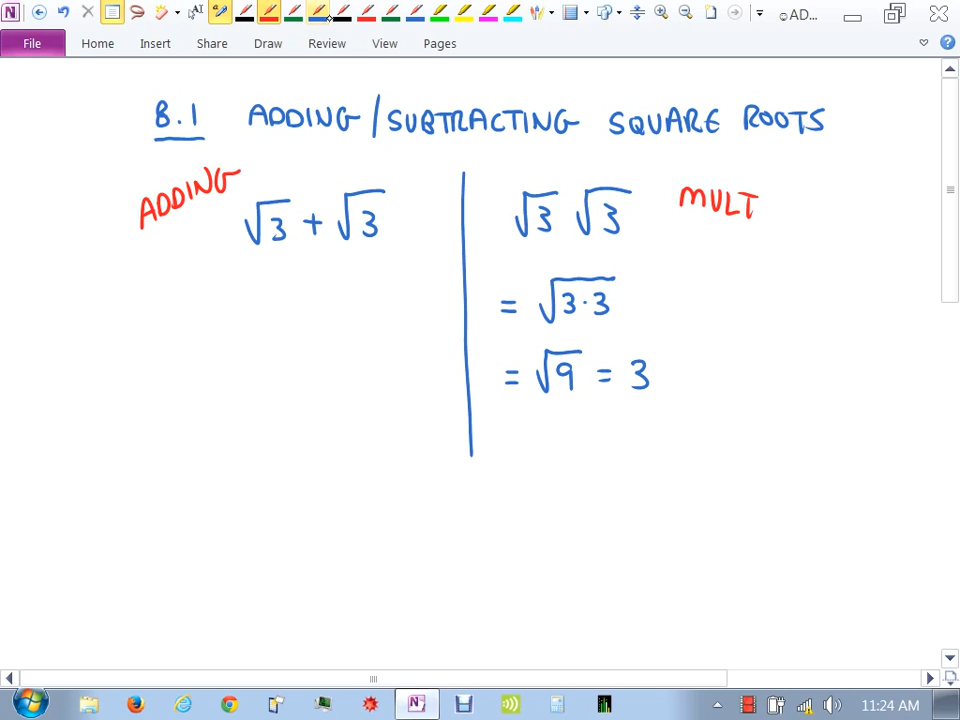 ©AD...
File Home Insert Share Draw Review View Pages
B.1 ADDING/SUBTRACTING SQUARE ROOTS
ADDING √3 + √3
√3 √3 MULT
= √3·3
= √9 = 3
11:24 AM